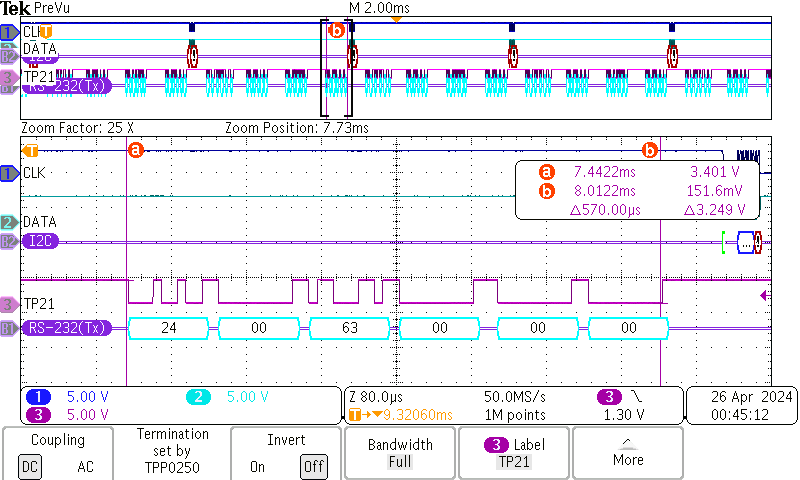 Tek PreVu M 2.00ms
1 CLK T b
2 DATA
B2 I2C
3 TP21
B1 RS-232(Tx)
Zoom Factor: 25 X Zoom Position: 7.73ms
T a b
1 CLK
a 7.4422ms 3.401 V
b 8.0122ms 151.6mV
Δ570.00µs Δ3.249 V
2 DATA
B2 I2C
3 TP21
B1 RS-232(Tx) 24 00 63 00 00 00
1 5.00 V 2 5.00 V
3 5.00 V
Z 80.0µs 50.0MS/s 3
T→▼9.32060ms 1M points 1.30 V
26 Apr 2024
00:45:12
Coupling
DC AC
Termination
set by
TPP0250
Invert
On Off
Bandwidth
Full
3 Label
TP21
More